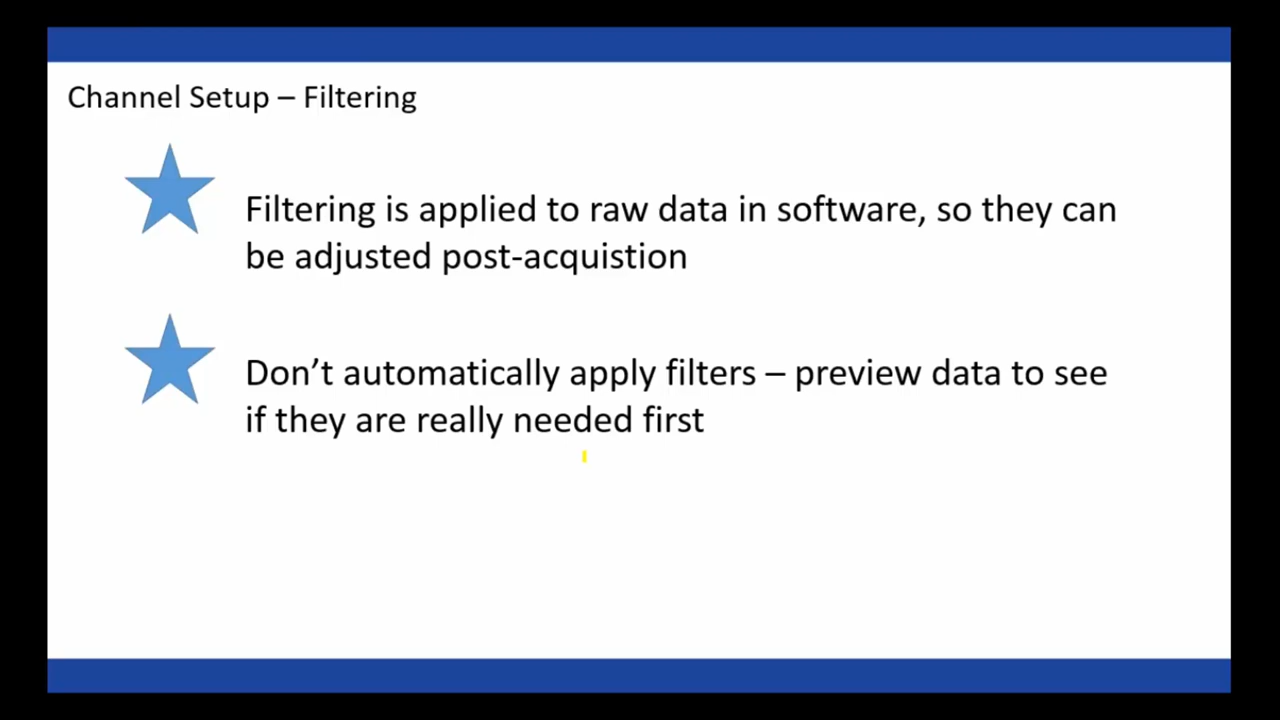 Channel Setup – Filtering
Filtering is applied to raw data in software, so they can
be adjusted post-acquistion
Don’t automatically apply filters – preview data to see
if they are really needed first